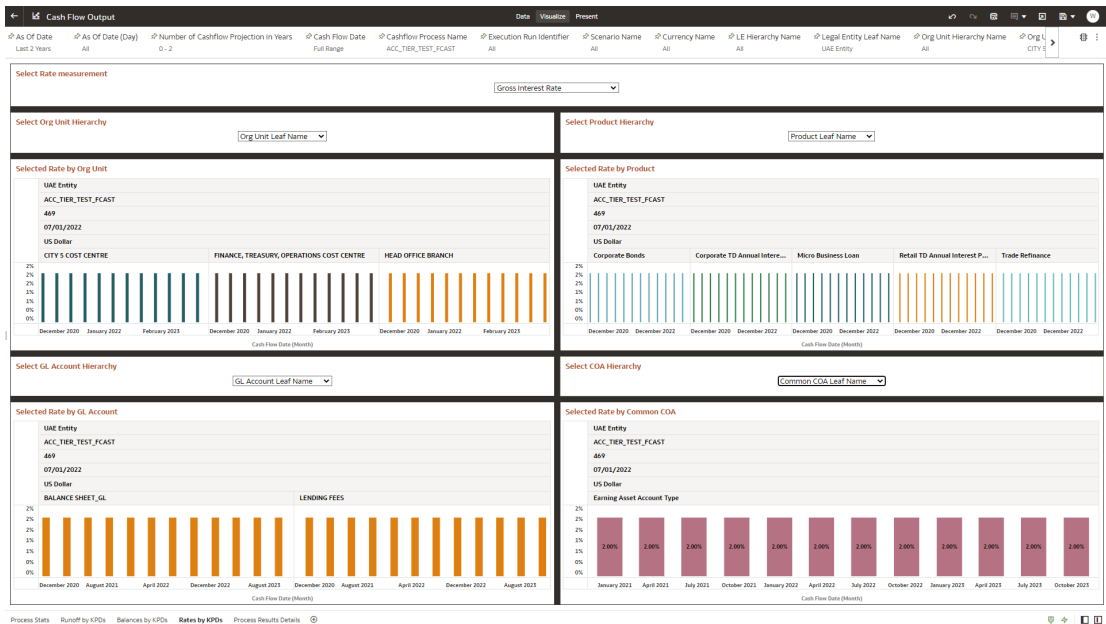 Cash Flow Output
Data Visualize Present
W
As Of Date As Of Date (Day) Number of Cashflow Projection in Years Cash Flow Date Cashflow Process Name Execution Run Identifier Scenario Name Currency Name LE Hierarchy Name Legal Entity Leaf Name Org Unit Hierarchy Name Org U
Last 2 Years All 0 - 2 Full Range ACC_TIER_TEST_FCAST All All All All UAE Entity All CITY 5
Select Rate measurement
Gross Interest Rate
Select Org Unit Hierarchy
Org Unit Leaf Name
Select Product Hierarchy
Product Leaf Name
Selected Rate by Org Unit
UAE Entity
ACC_TIER_TEST_FCAST
469
07/01/2022
US Dollar
CITY 5 COST CENTRE FINANCE, TREASURY, OPERATIONS COST CENTRE HEAD OFFICE BRANCH
2%
2%
2%
1%
1%
0%
0%
December 2020 January 2022 February 2023 December 2020 January 2022 February 2023 December 2020 January 2022 February 2023
Cash Flow Date (Month)
Selected Rate by Product
UAE Entity
ACC_TIER_TEST_FCAST
469
07/01/2022
US Dollar
Corporate Bonds Corporate TD Annual Intere... Micro Business Loan Retail TD Annual Interest P... Trade Refinance
2%
2%
2%
1%
1%
0%
0%
December 2020 December 2022 December 2020 December 2022 December 2020 December 2022 December 2020 December 2022 December 2020 December 2022
Cash Flow Date (Month)
Select GL Account Hierarchy
GL Account Leaf Name
Select COA Hierarchy
Common COA Leaf Name
Selected Rate by GL Account
UAE Entity
ACC_TIER_TEST_FCAST
469
07/01/2022
US Dollar
BALANCE SHEET_GL LENDING FEES
2%
2%
2%
1%
1%
0%
0%
December 2020 August 2021 April 2022 December 2022 August 2023 December 2020 August 2021 April 2022 December 2022 August 2023
Cash Flow Date (Month)
Selected Rate by Common COA
UAE Entity
ACC_TIER_TEST_FCAST
469
07/01/2022
US Dollar
Earning Asset Account Type
2%
2%
2%
1%
1%
0%
0%
2.00% 2.00% 2.00% 2.00% 2.00% 2.00% 2.00% 2.00% 2.00% 2.00% 2.00% 2.00%
January 2021 April 2021 July 2021 October 2021 January 2022 April 2022 July 2022 October 2022 January 2023 April 2023 July 2023 October 2023
Cash Flow Date (Month)
Process Stats Runoff by KPDs Balances by KPDs Rates by KPDs Process Results Details